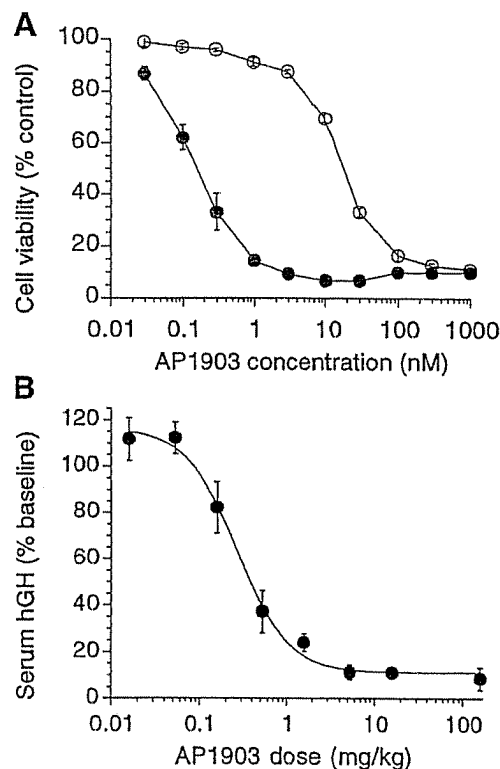 A
Cell viability (% control)
100
80
60
40
20
0
0.01 0.1 1 10 100 1000
AP1903 concentration (nM)
B
Serum hGH (% baseline)
120
100
80
60
40
20
0
0.01 0.1 1 10 100
AP1903 dose (mg/kg)